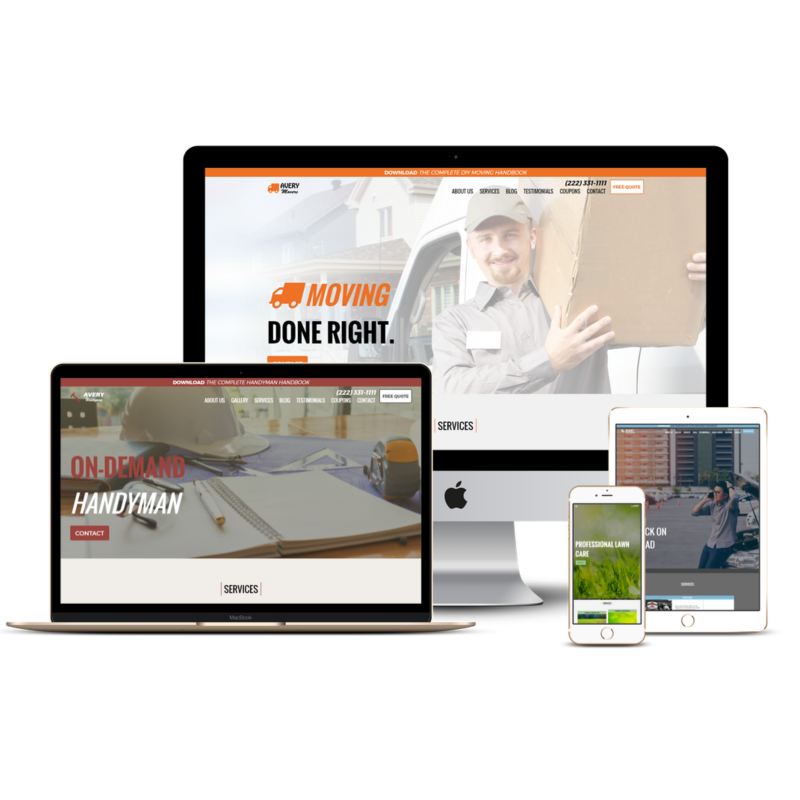 DOWNLOAD THE COMPLETE DIY MOVING HANDBOOK
AVERY
Movers
(222) 331-1111
ABOUT US SERVICES BLOG TESTIMONIALS COUPONS CONTACT
FREE QUOTE
MOVING
DONE RIGHT.
SERVICES
DOWNLOAD THE COMPLETE HANDYMAN HANDBOOK
AVERY
(222) 331-1111
ABOUT US GALLERY SERVICES BLOG TESTIMONIALS COUPONS CONTACT
FREE QUOTE
ON-DEMAND
HANDYMAN
CONTACT
SERVICES
MacBook
PROFESSIONAL LAWN
CARE
CK ON
AD
SERVICES